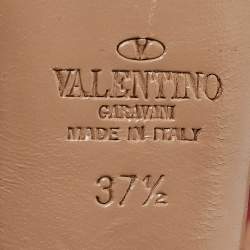 V
VALENTINO
GARAVANI
MADE IN·ITALY
37½